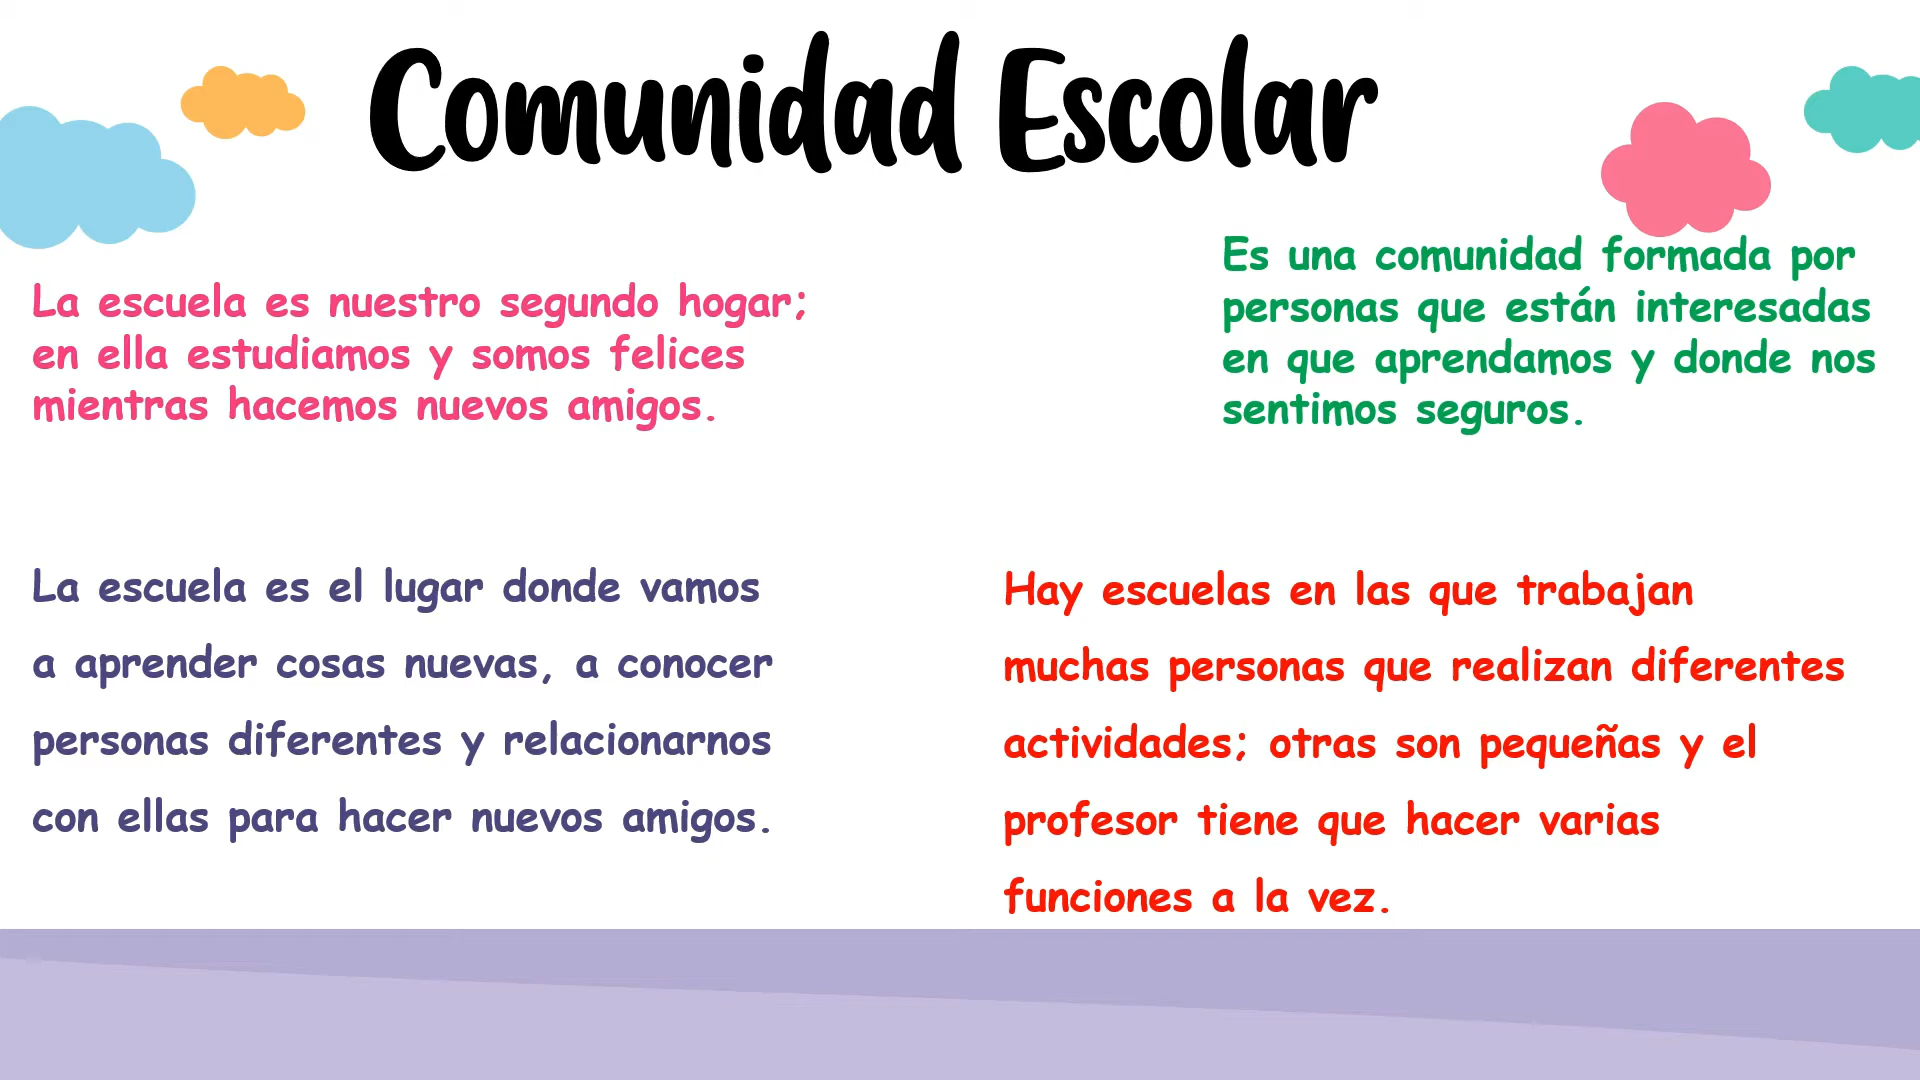 Comunidad Escolar
La escuela es nuestro segundo hogar;
en ella estudiamos y somos felices
mientras hacemos nuevos amigos.
Es una comunidad formada por
personas que están interesadas
en que aprendamos y donde nos
sentimos seguros.
La escuela es el lugar donde vamos
a aprender cosas nuevas, a conocer
personas diferentes y relacionarnos
con ellas para hacer nuevos amigos.
Hay escuelas en las que trabajan
muchas personas que realizan diferentes
actividades; otras son pequeñas y el
profesor tiene que hacer varias
funciones a la vez.